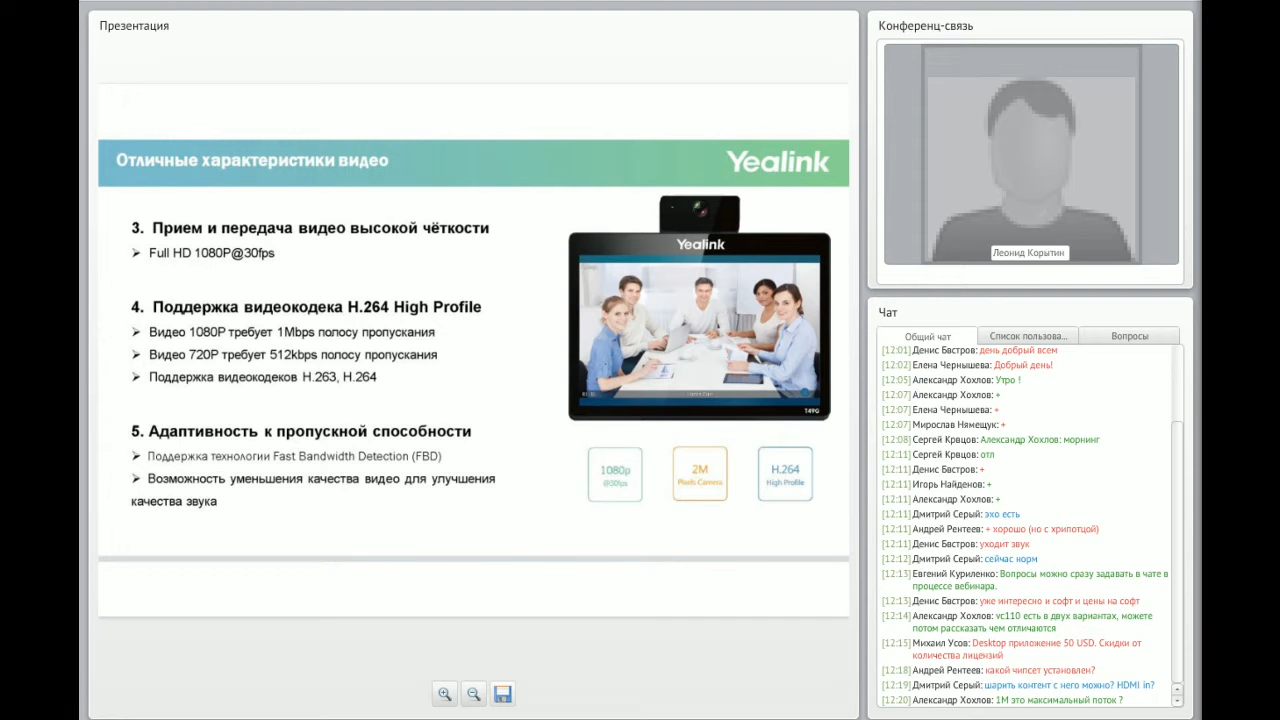 Презентация
Отличные характеристики видео
Yealink
3. Прием и передача видео высокой чёткости
Full HD 1080P@30fps
4. Поддержка видеокодека H.264 High Profile
Видео 1080P требует 1Mbps полосу пропускания
Видео 720P требует 512kbps полосу пропускания
Поддержка видеокодеков H.263, H.264
5. Адаптивность к пропускной способности
Поддержка технологии Fast Bandwidth Detection (FBD)
Возможность уменьшения качества видео для улучшения
качества звука
Yealink
T49G
1080p
@30fps
2M
Pixels Camera
H.264
High Profile
Конференц-связь
Леонид Корытин
Чат
Общий чат
Список пользова...
Вопросы
[12:01] Денис Бвстров: день добрый всем
[12:02] Елена Чернышева: Добрый день!
[12:05] Александр Хохлов: Утро !
[12:07] Александр Хохлов: +
[12:07] Елена Чернышева: +
[12:07] Мирослав Нямещук: +
[12:08] Сергей Крвцов: Александр Хохлов: морнинг
[12:11] Сергей Крвцов: отл
[12:11] Денис Бвстров: +
[12:11] Игорь Найденов: +
[12:11] Александр Хохлов: +
[12:11] Дмитрий Серый: эхо есть
[12:11] Андрей Рентеев: + хорошо (но с хрипотцой)
[12:11] Денис Бвстров: уходит звук
[12:12] Дмитрий Серый: сейчас норм
[12:13] Евгений Куриленко: Вопросы можно сразу задавать в чате в
процессе вебинара.
[12:13] Денис Бвстров: уже интересно и софт и цены на софт
[12:14] Александр Хохлов: vc110 есть в двух вариантах, можете
потом рассказать чем отличаются
[12:15] Михаил Усов: Desktop приложение 50 USD. Скидки от
количества лицензий
[12:18] Андрей Рентеев: какой чипсет установлен?
[12:19] Дмитрий Серый: шарить контент с него можно? HDMI in?
[12:20] Александр Хохлов: 1М это максимальный поток ?